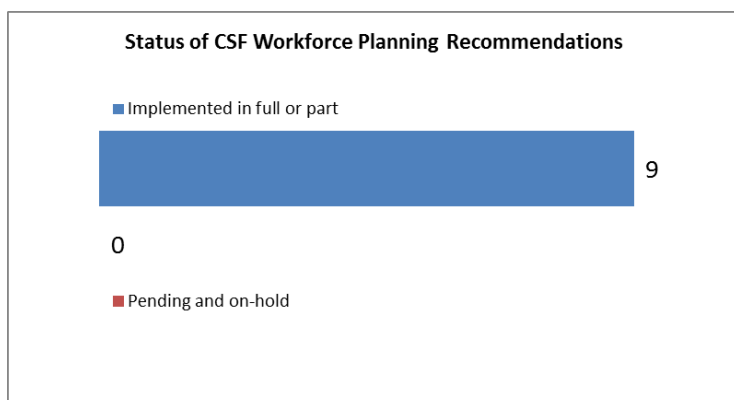 Status of CSF Workforce Planning Recommendations
Implemented in full or part
9
0
Pending and on-hold